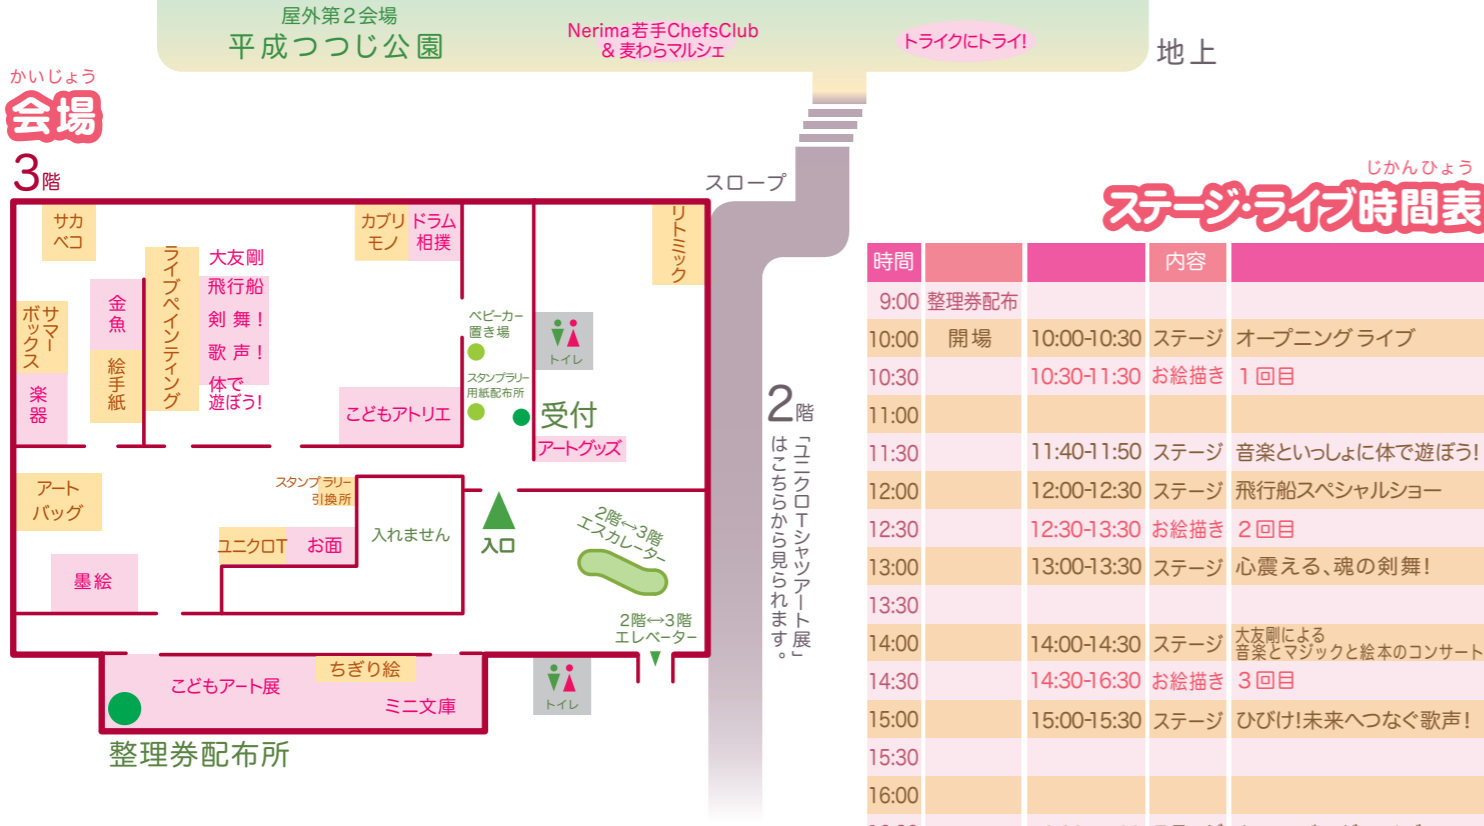 屋外第2会場
平成つつじ公園
Nerima若手ChefsClub
& 麦わらマルシェ
トライクにトライ!
地上
かいじょう
会場
3階
スロープ
サカ
ベコ
カブリ
モノ
ドラム
相撲
リトミック
ライブペインティング
大友剛
飛行船
剣舞!
歌声!
体で
遊ぼう!
金魚
絵手紙
サマー
ボックス
楽器
ベビーカー
置き場
トイレ
スタンプラリー
用紙配布所
受付
こどもアトリエ
アートグッズ
アート
バッグ
スタンプラリー
引換所
ユニクロT
お面
入れません
入口
2階↔3階
エスカレーター
墨絵
2階↔3階
エレベーター
こどもアート展
ちぎり絵
ミニ文庫
トイレ
整理券配布所
2階
「ユニクロTシャツアート展」
はこちらから見られます。
じかんひょう
ステージ・ライブ時間表
時間 内容
9:00 整理券配布
10:00 開場 10:00-10:30 ステージ オープニングライブ
10:30 10:30-11:30 お絵描き 1回目
11:00
11:30 11:40-11:50 ステージ 音楽といっしょに体で遊ぼう!
12:00 12:00-12:30 ステージ 飛行船スペシャルショー
12:30 12:30-13:30 お絵描き 2回目
13:00 13:00-13:30 ステージ 心震える、魂の剣舞!
13:30
14:00 14:00-14:30 ステージ 大友剛による
音楽とマジックと絵本のコンサート
14:30 14:30-16:30 お絵描き 3回目
15:00 15:00-15:30 ステージ ひびけ!未来へつなぐ歌声!
15:30
16:00